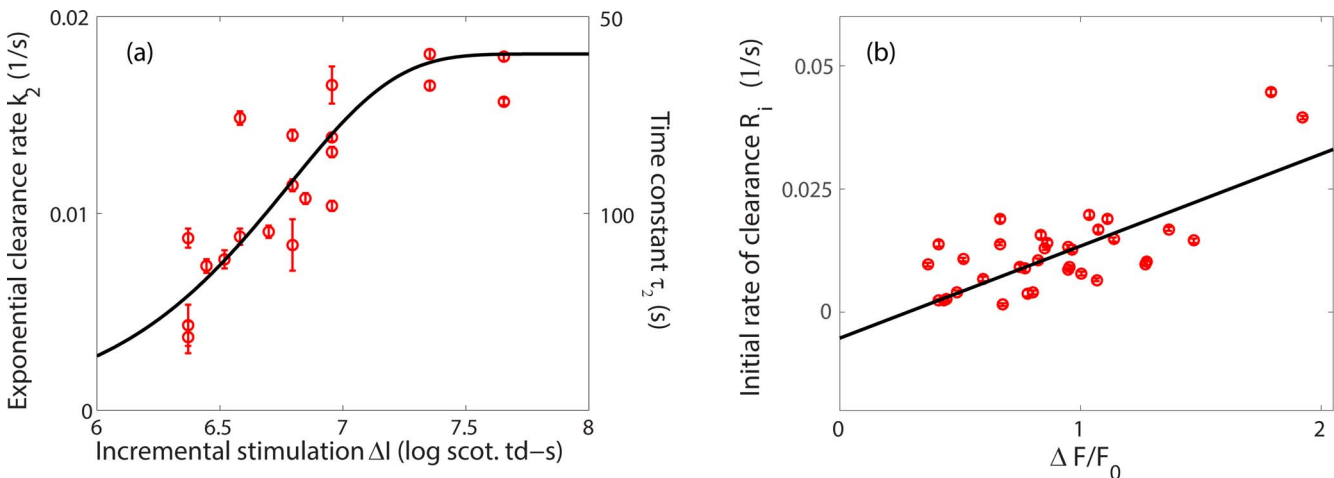 (a)
Exponential clearance rate k2 (1/s)
0.02
0.01
0
50
100
Time constant τ2 (s)
6
6.5
7
7.5
8
Incremental stimulation ΔI (log scot. td−s)
(b)
Initial rate of clearance Ri (1/s)
0.05
0.025
0
0
1
2
Δ F/F0